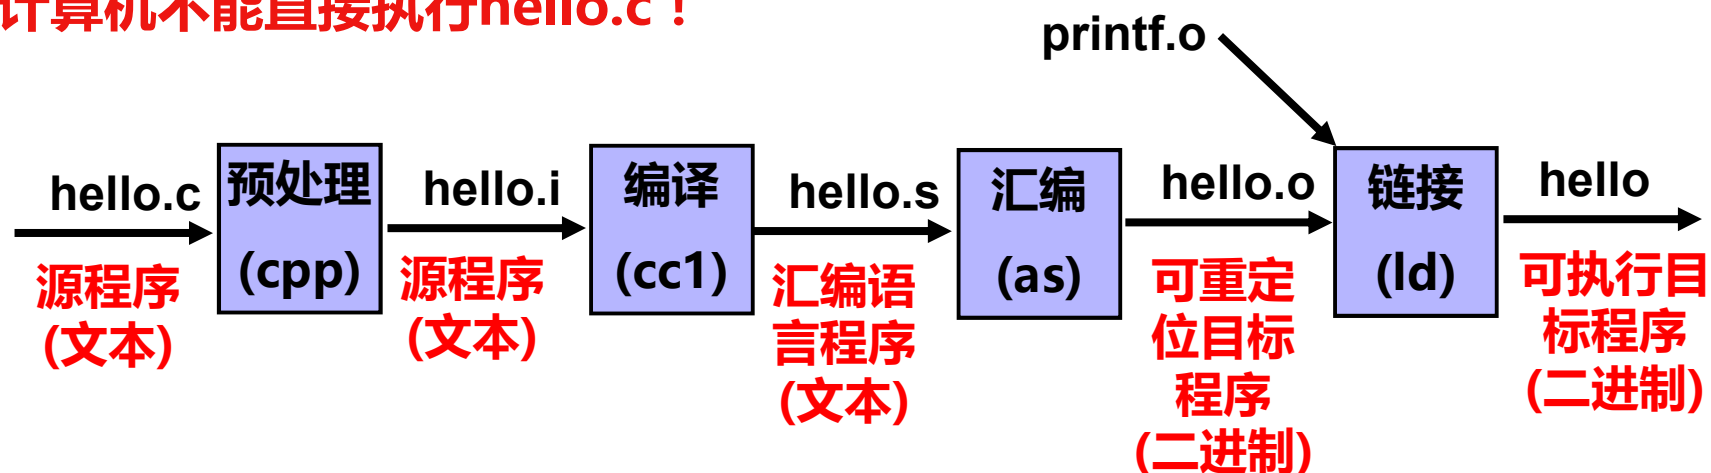 计算机不能直接执行hello.c！
printf.o
hello.c
预处理
(cpp)
hello.i
编译
(cc1)
hello.s
汇编
(as)
hello.o
链接
(ld)
hello
源程序
(文本)
源程序
(文本)
汇编语
言程序
(文本)
可重定
位目标
程序
(二进制)
可执行目
标程序
(二进制)